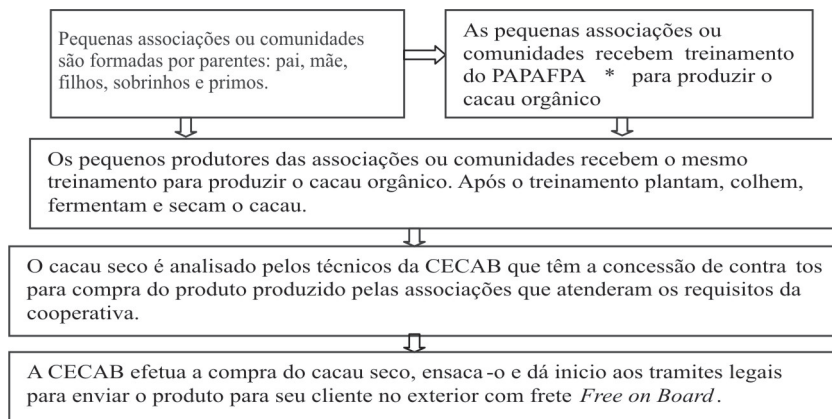 Pequenas associações ou comunidades
são formadas por parentes: pai, mãe,
filhos, sobrinhos e primos.
As pequenas associações ou
comunidades recebem treinamento
do PAPAFPA * para produzir o
cacau orgânico
Os pequenos produtores das associações ou comunidades recebem o mesmo
treinamento para produzir o cacau orgânico. Após o treinamento plantam, colhem,
fermentam e secam o cacau.
O cacau seco é analisado pelos técnicos da CECAB que têm a concessão de contra tos
para compra do produto produzido pelas associações que atenderam os requisitos da
cooperativa.
A CECAB efetua a compra do cacau seco, ensaca -o e dá inicio aos tramites legais
para enviar o produto para seu cliente no exterior com frete Free on Board.